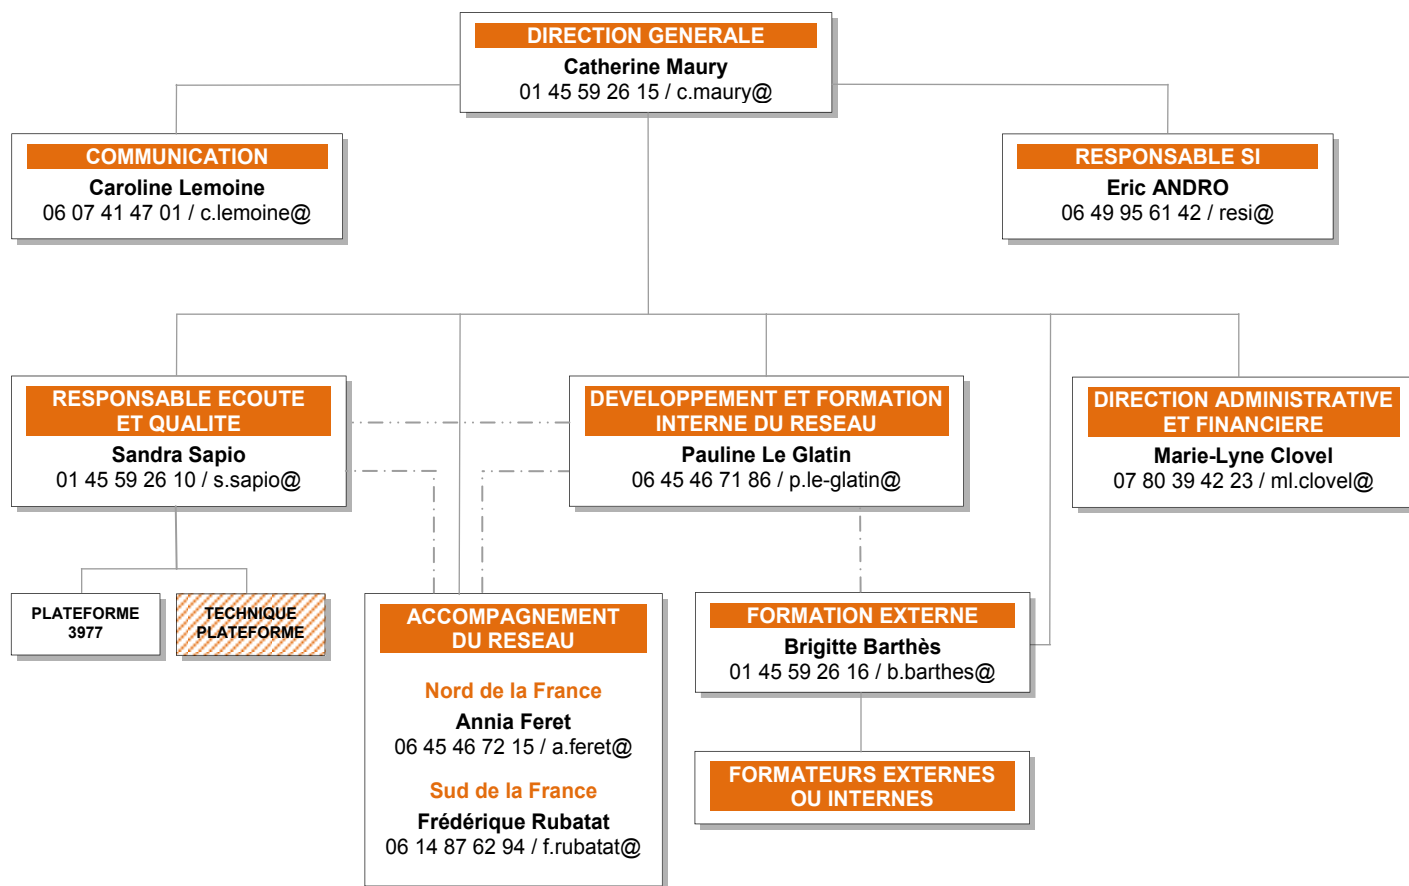 DIRECTION GENERALE
Catherine Maury
01 45 59 26 15 / c.maury@
COMMUNICATION
Caroline Lemoine
06 07 41 47 01 / c.lemoine@
RESPONSABLE SI
Eric ANDRO
06 49 95 61 42 / resi@
RESPONSABLE ECOUTE
ET QUALITE
Sandra Sapio
01 45 59 26 10 / s.sapio@
DEVELOPPEMENT ET FORMATION
INTERNE DU RESEAU
Pauline Le Glatin
06 45 46 71 86 / p.le-glatin@
DIRECTION ADMINISTRATIVE
ET FINANCIERE
Marie-Lyne Clovel
07 80 39 42 23 / ml.clovel@
PLATEFORME
3977
TECHNIQUE
PLATEFORME
ACCOMPAGNEMENT
DU RESEAU
Nord de la France
Annia Feret
06 45 46 72 15 / a.feret@
Sud de la France
Frédérique Rubatat
06 14 87 62 94 / f.rubatat@
FORMATION EXTERNE
Brigitte Barthès
01 45 59 26 16 / b.barthes@
FORMATEURS EXTERNES
OU INTERNES